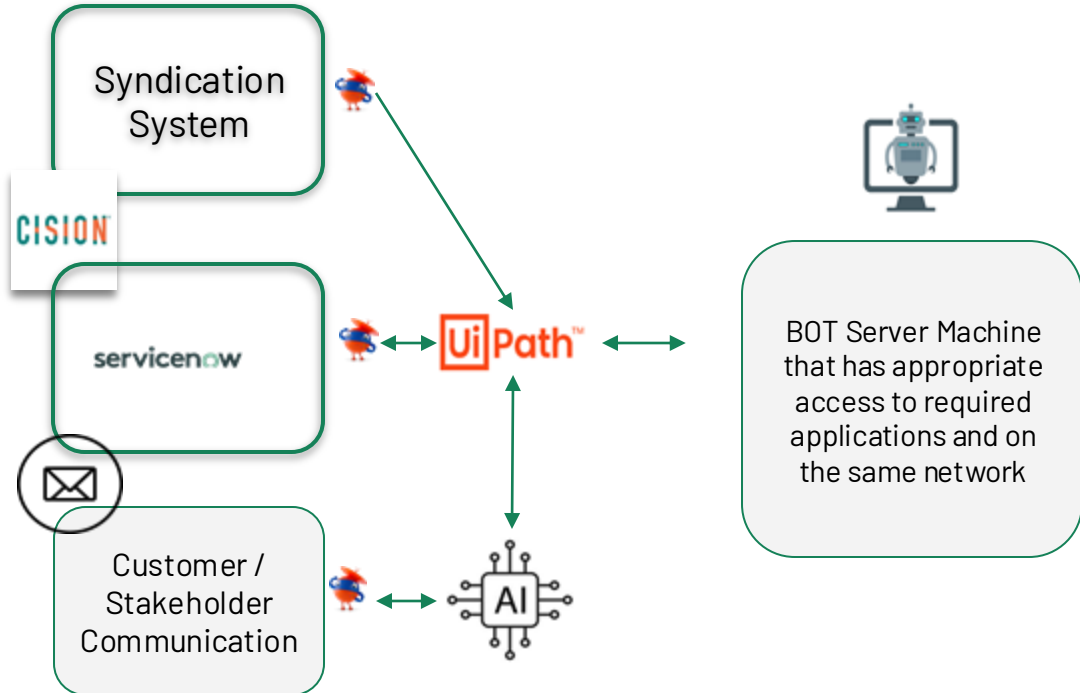 Syndication
System
CISION
servicenow
UiPath™
BOT Server Machine
that has appropriate
access to required
applications and on
the same network
Customer /
Stakeholder
Communication
AI